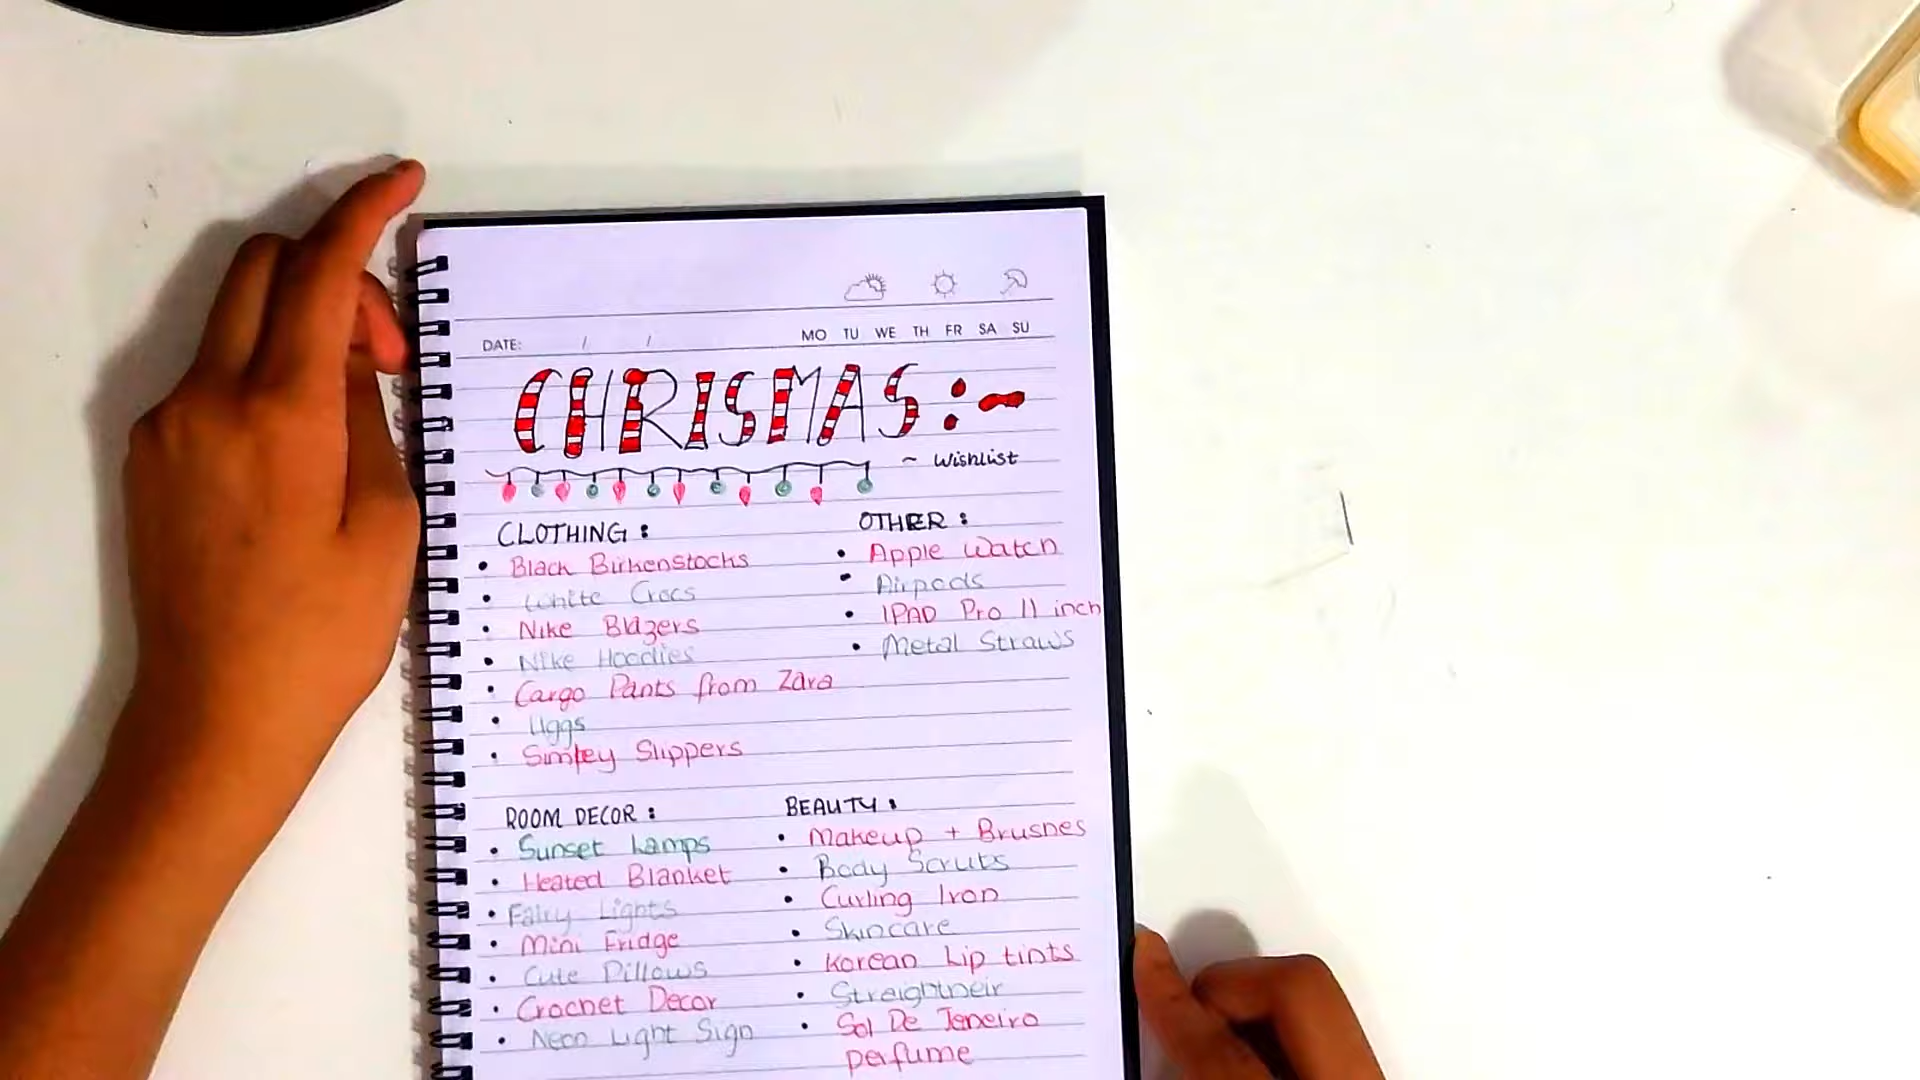 DATE: / / MO TU WE TH FR SA SU
CHRISMAS:~
~ Wishlist
CLOTHING:
• Black Birkenstocks
• White Crocs
• Nike Blazers
• Nike Hoodies
• Cargo Pants from Zara
• Uggs
• Simpey Slippers
OTHER:
• Apple Watch
• Airpods
• IPAD Pro 11 inch
• Metal Straws
ROOM DECOR:
• Sunset Lamps
• Heated Blanket
• Fairy Lights
• Mini Fridge
• Cute Pillows
• Crochet Decor
• Neon Light Sign
BEAUTY:
• Makeup + Brushes
• Body Scrubs
• Curling Iron
• Skincare
• Korean Lip tints
• Streightneir
• Sol De Jeneiro
perfume